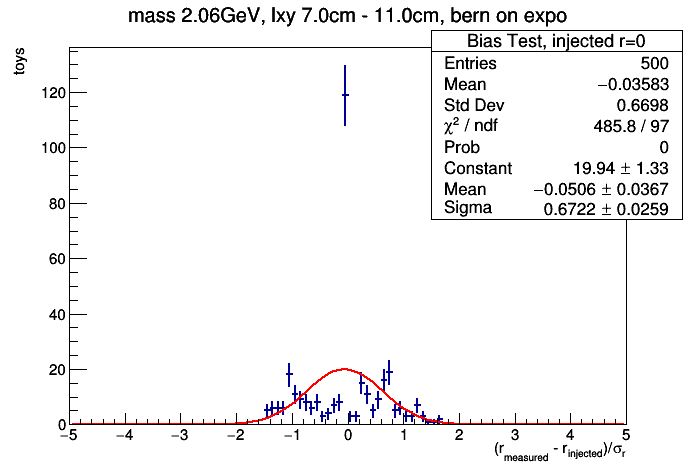 mass 2.06GeV, lxy 7.0cm - 11.0cm, bern on expo
Bias Test, injected r=0
Entries 500
Mean −0.03583
Std Dev 0.6698
χ² / ndf 485.8 / 97
Prob 0
Constant 19.94 ± 1.33
Mean −0.0506 ± 0.0367
Sigma 0.6722 ± 0.0259
toys
120
100
80
60
40
20
0
−5 −4 −3 −2 −1 0 1 2 3 4 5
(r_measured - r_injected)/σ_r